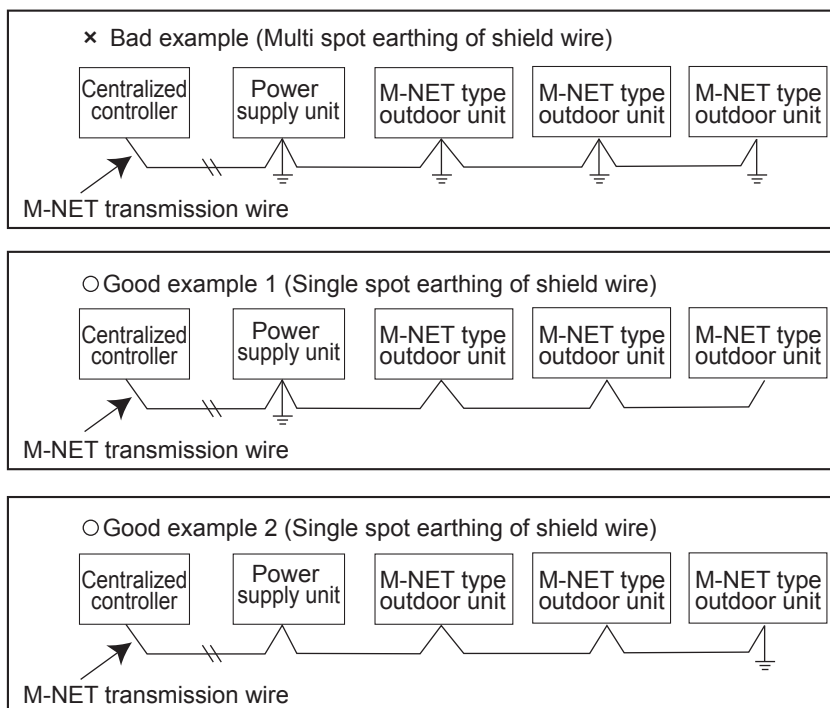 × Bad example (Multi spot earthing of shield wire)
Centralized controller
Power supply unit
M-NET type outdoor unit
M-NET type outdoor unit
M-NET type outdoor unit
M-NET transmission wire
○ Good example 1 (Single spot earthing of shield wire)
Centralized controller
Power supply unit
M-NET type outdoor unit
M-NET type outdoor unit
M-NET type outdoor unit
M-NET transmission wire
○ Good example 2 (Single spot earthing of shield wire)
Centralized controller
Power supply unit
M-NET type outdoor unit
M-NET type outdoor unit
M-NET type outdoor unit
M-NET transmission wire